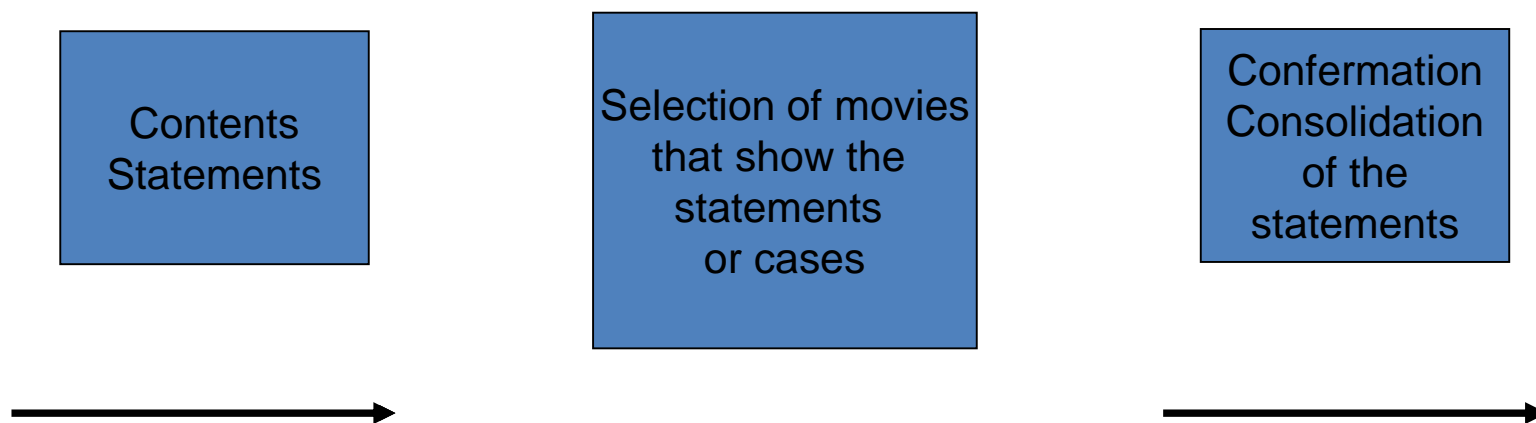 Contents
Statements
Selection of movies
that show the
statements
or cases
Confermation
Consolidation
of the
statements